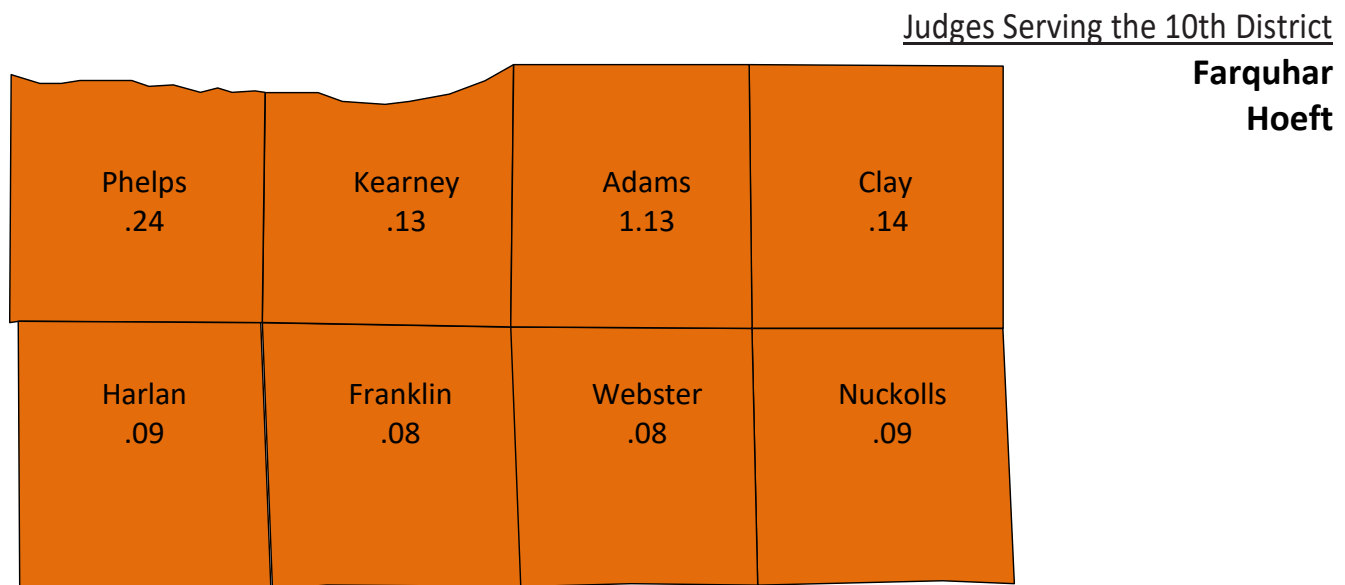 Judges Serving the 10th District
Farquhar
Hoeft
Phelps
.24
Kearney
.13
Adams
1.13
Clay
.14
Harlan
.09
Franklin
.08
Webster
.08
Nuckolls
.09